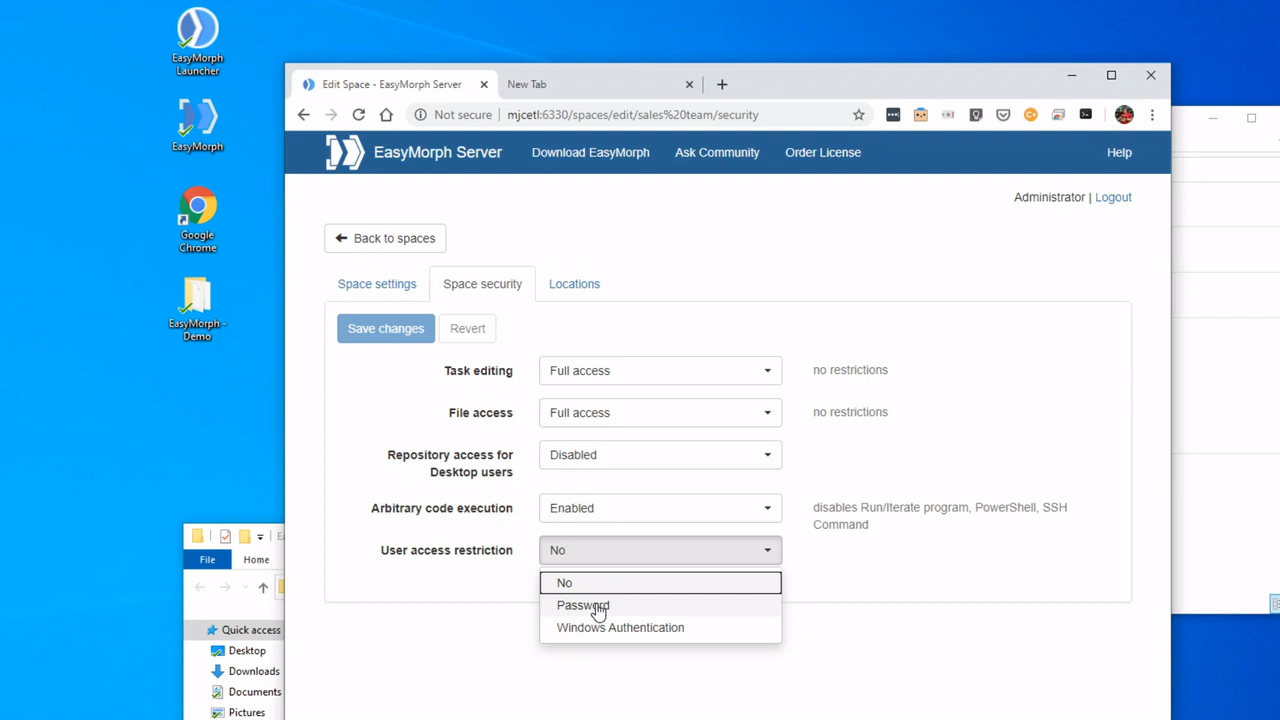 EasyMorph
Launcher
EasyMorph
Google
Chrome
EasyMorph -
Demo
Edit Space - EasyMorph Server
New Tab
Not secure
mjcetl:6330/spaces/edit/sales%20team/security
EasyMorph Server
Download EasyMorph
Ask Community
Order License
Help
Administrator | Logout
Back to spaces
Space settings
Space security
Locations
Save changes
Revert
Task editing
Full access
no restrictions
File access
Full access
no restrictions
Repository access for
Desktop users
Disabled
Arbitrary code execution
Enabled
disables Run/Iterate program, PowerShell, SSH
Command
User access restriction
No
No
Password
Windows Authentication
File
Home
Quick access
Desktop
Downloads
Documents
Pictures